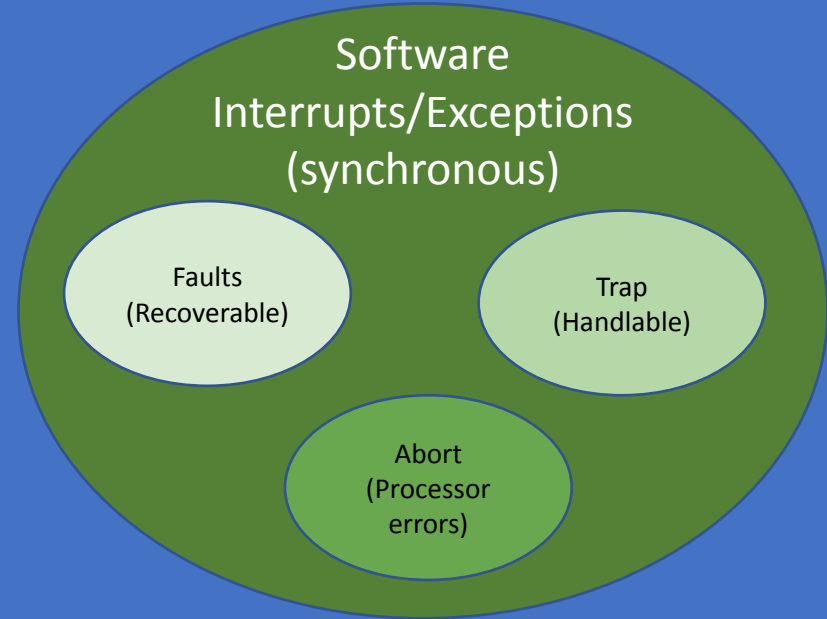 Software
Interrupts/Exceptions
(synchronous)
Faults
(Recoverable)
Trap
(Handlable)
Abort
(Processor
errors)